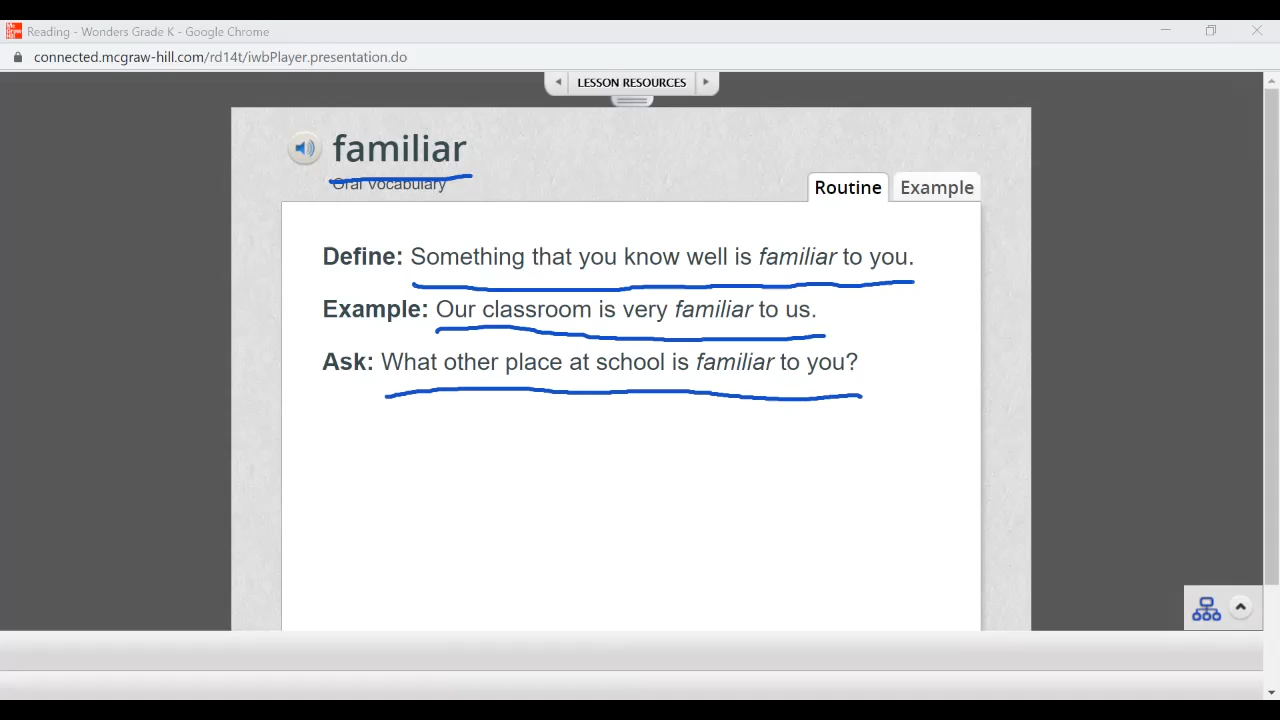 Reading - Wonders Grade K - Google Chrome
connected.mcgraw-hill.com/rd14t/iwbPlayer.presentation.do
LESSON RESOURCES
familiar
Oral Vocabulary
Routine Example
Define: Something that you know well is familiar to you.
Example: Our classroom is very familiar to us.
Ask: What other place at school is familiar to you?